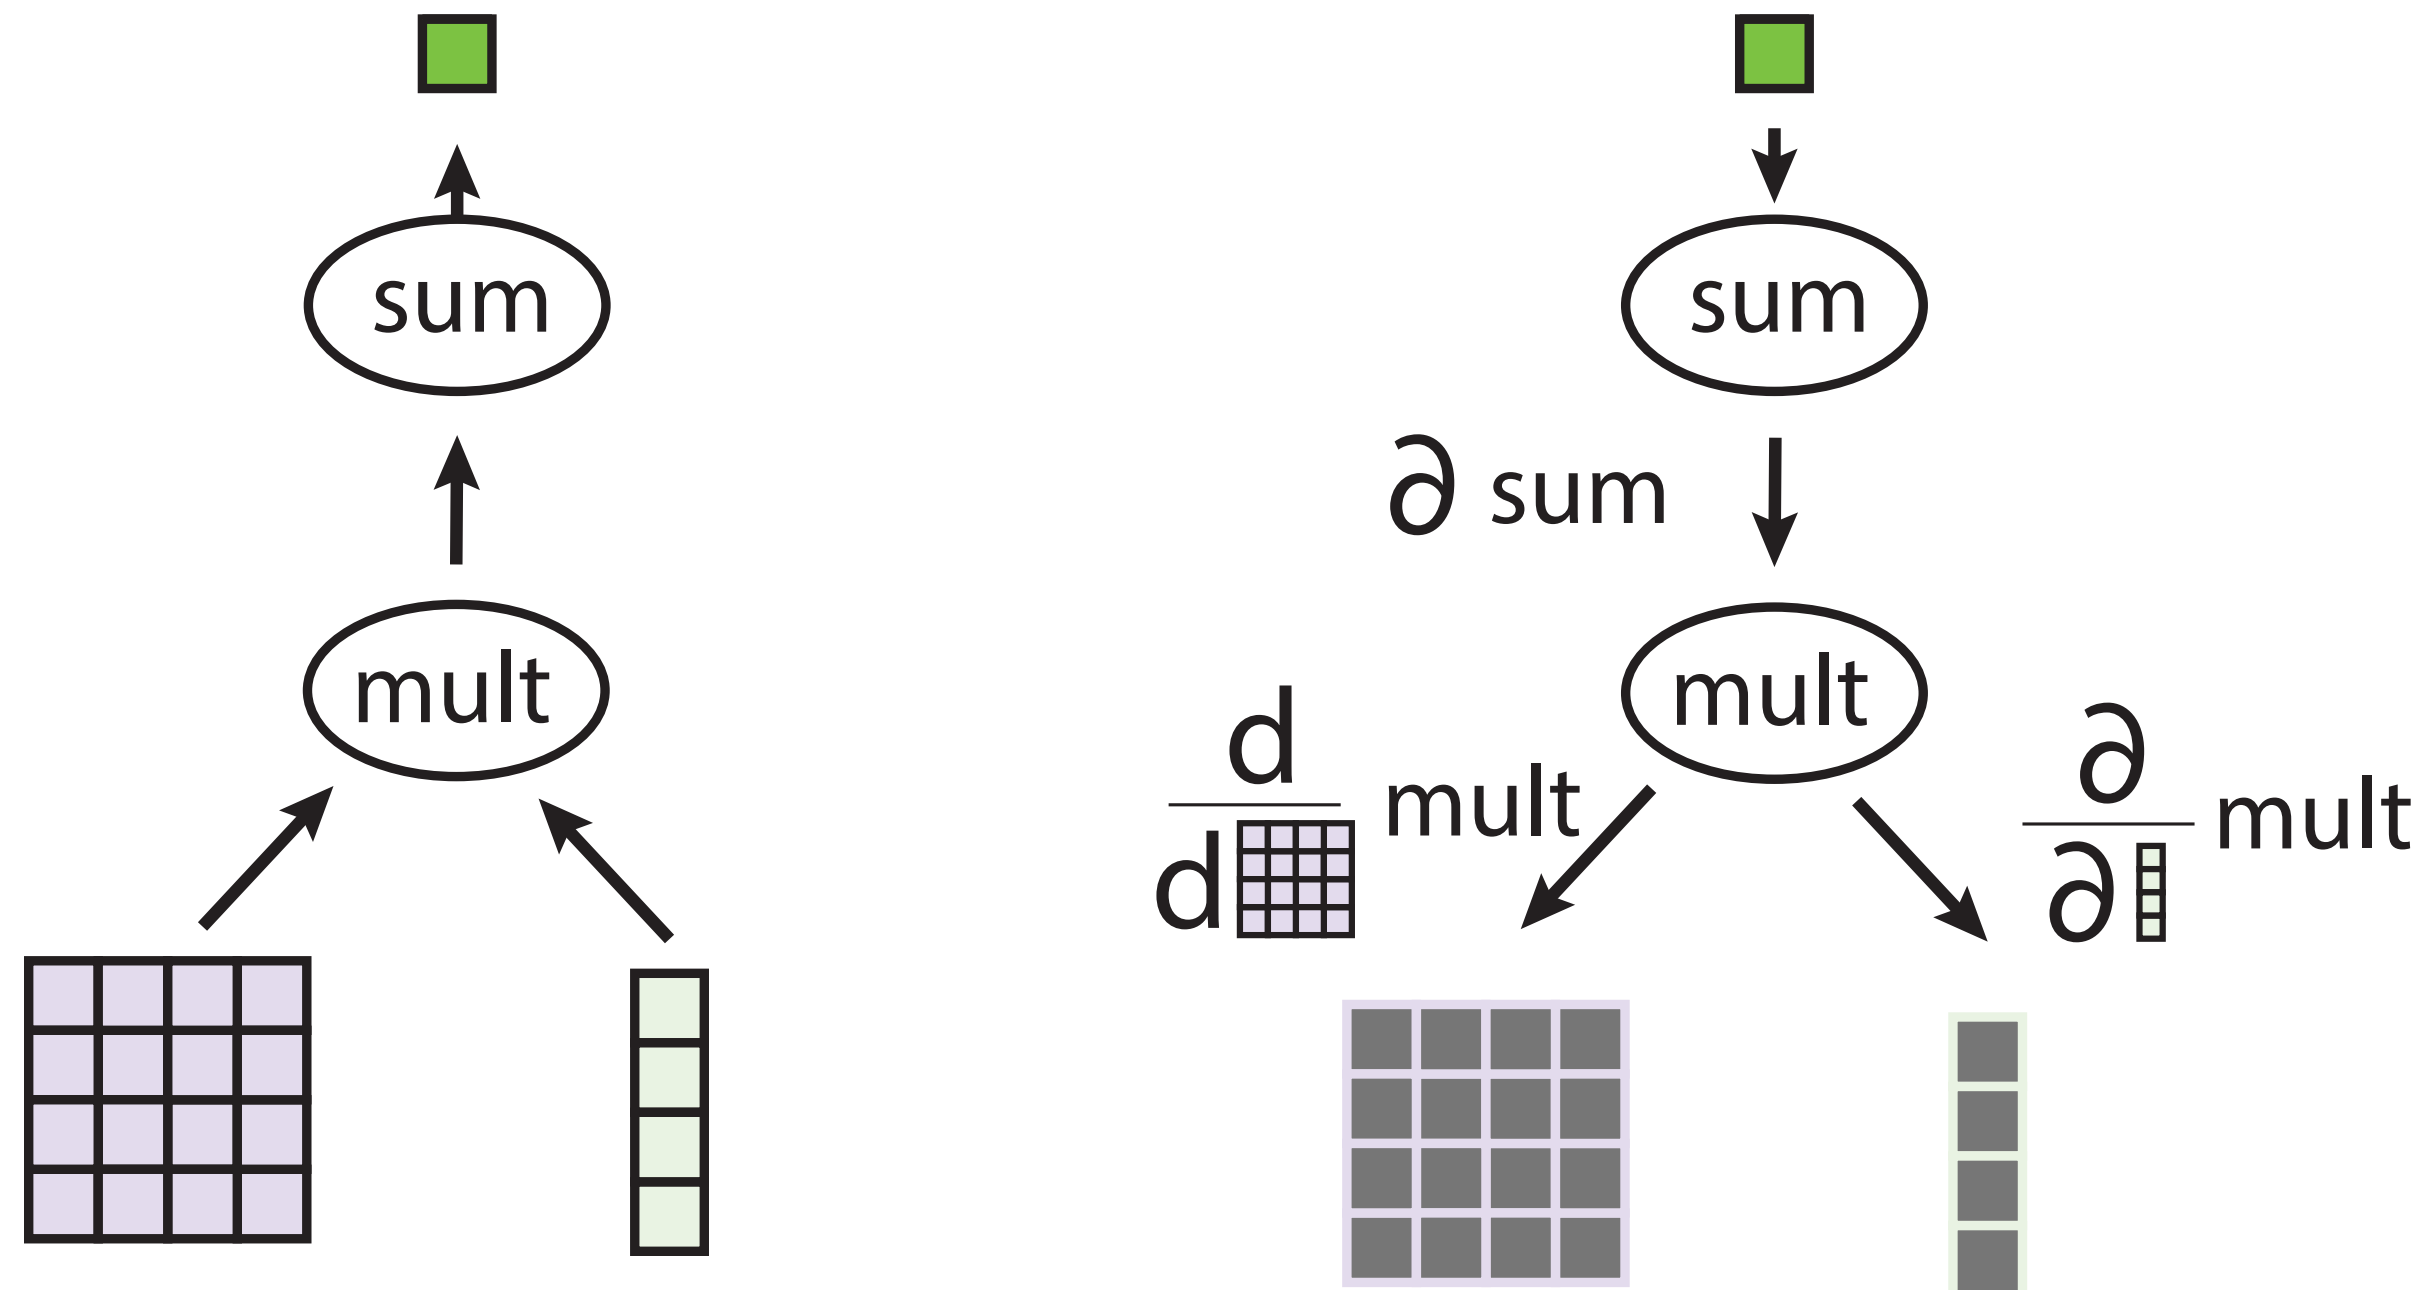 sum
mult
sum
∂ sum
mult
d
d mult
∂
∂ mult